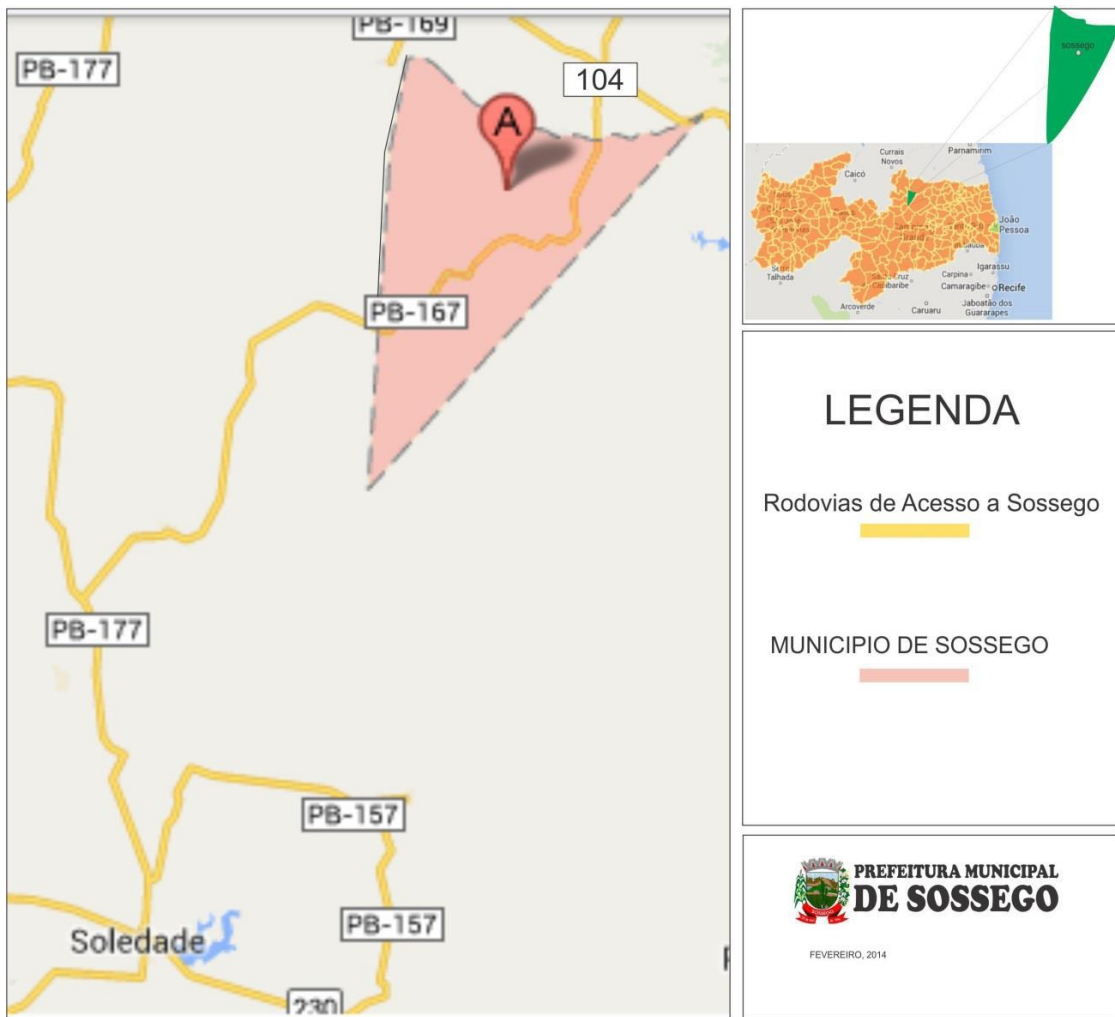 PB-169
PB-177
104
PB-167
PB-177
PB-157
PB-157
Soledade
230
A
sossego
Parnamirim
Currais
Novos
Caicó
João
Pessoa
Talhada
Igarassu
Carpina
Camaragibe
Recife
Jaboatão dos
Guararapes
Arcoverde
Caruaru
LEGENDA
Rodovias de Acesso a Sossego
MUNICIPIO DE SOSSEGO
PREFEITURA MUNICIPAL
DE SOSSEGO
FEVEREIRO, 2014